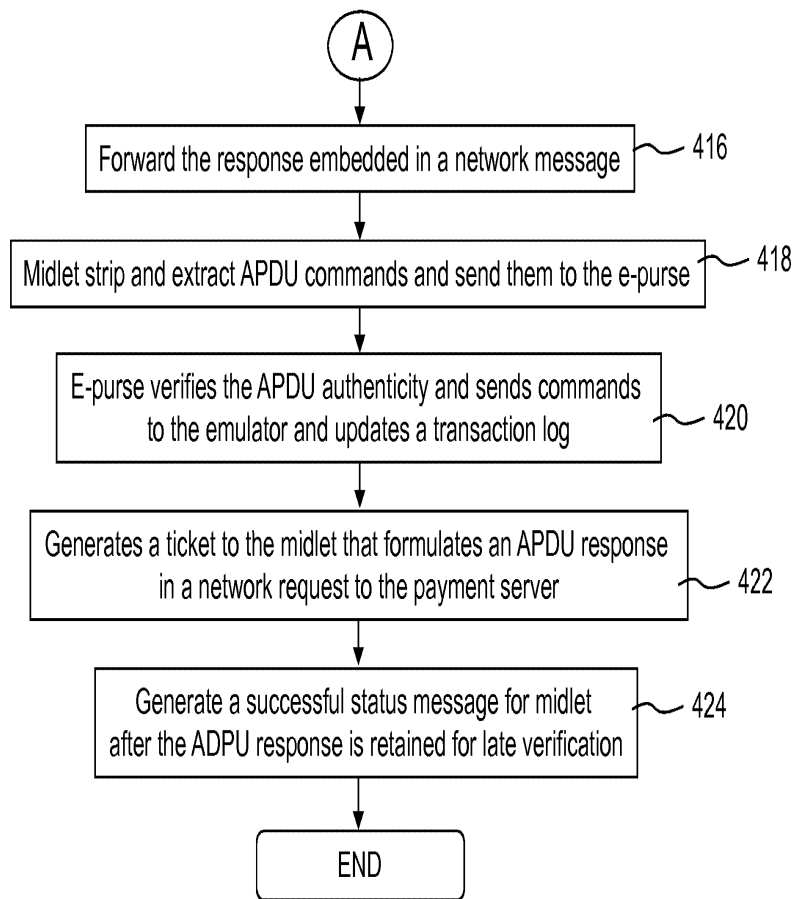 A
Forward the response embedded in a network message
416
Midlet strip and extract APDU commands and send them to the e-purse
418
E-purse verifies the APDU authenticity and sends commands
to the emulator and updates a transaction log
420
Generates a ticket to the midlet that formulates an APDU response
in a network request to the payment server
422
Generate a successful status message for midlet
after the ADPU response is retained for late verification
424
END